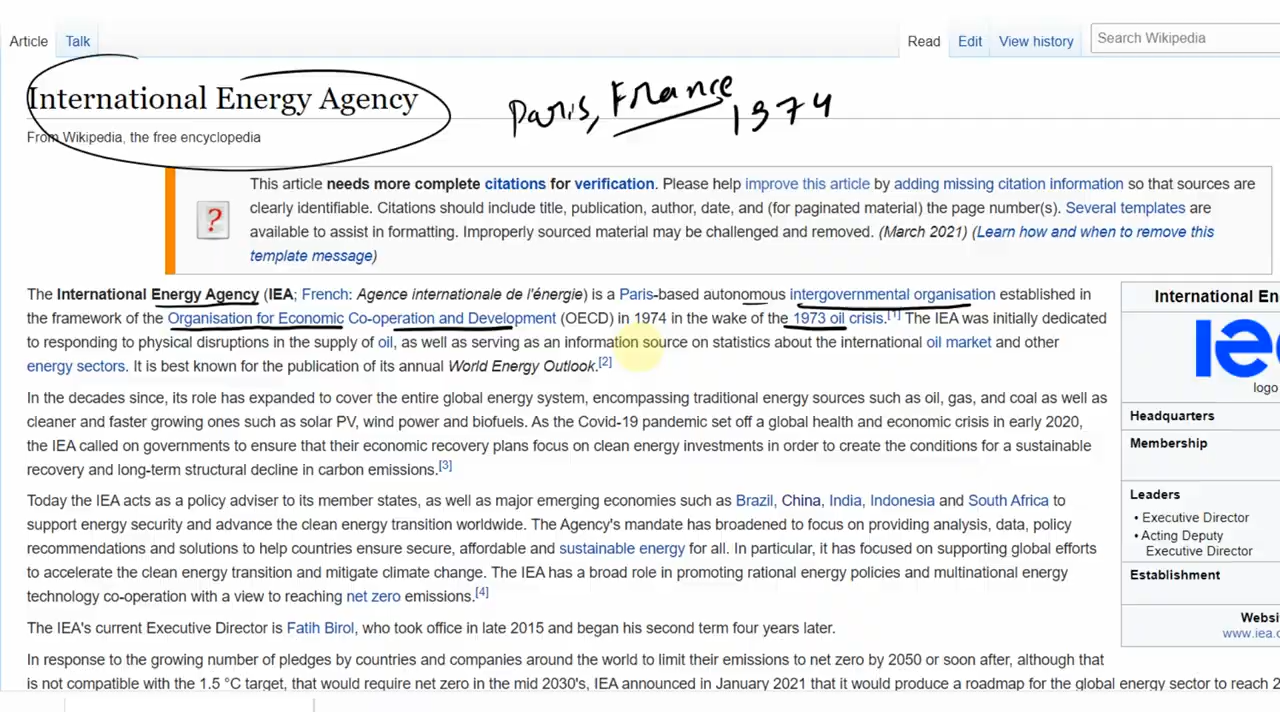 Article Talk Read Edit View history Search Wikipedia
International Energy Agency
Paris, France
1974
From Wikipedia, the free encyclopedia
This article needs more complete citations for verification. Please help improve this article by adding missing citation information so that sources are
clearly identifiable. Citations should include title, publication, author, date, and (for paginated material) the page number(s). Several templates are
available to assist in formatting. Improperly sourced material may be challenged and removed. (March 2021) (Learn how and when to remove this
template message)
The International Energy Agency (IEA; French: Agence internationale de l'énergie) is a Paris-based autonomous intergovernmental organisation established in
the framework of the Organisation for Economic Co-operation and Development (OECD) in 1974 in the wake of the 1973 oil crisis.[1] The IEA was initially dedicated
to responding to physical disruptions in the supply of oil, as well as serving as an information source on statistics about the international oil market and other
energy sectors. It is best known for the publication of its annual World Energy Outlook.[2]
In the decades since, its role has expanded to cover the entire global energy system, encompassing traditional energy sources such as oil, gas, and coal as well as
cleaner and faster growing ones such as solar PV, wind power and biofuels. As the Covid-19 pandemic set off a global health and economic crisis in early 2020,
the IEA called on governments to ensure that their economic recovery plans focus on clean energy investments in order to create the conditions for a sustainable
recovery and long-term structural decline in carbon emissions.[3]
Today the IEA acts as a policy adviser to its member states, as well as major emerging economies such as Brazil, China, India, Indonesia and South Africa to
support energy security and advance the clean energy transition worldwide. The Agency's mandate has broadened to focus on providing analysis, data, policy
recommendations and solutions to help countries ensure secure, affordable and sustainable energy for all. In particular, it has focused on supporting global efforts
to accelerate the clean energy transition and mitigate climate change. The IEA has a broad role in promoting rational energy policies and multinational energy
technology co-operation with a view to reaching net zero emissions.[4]
The IEA's current Executive Director is Fatih Birol, who took office in late 2015 and began his second term four years later.
In response to the growing number of pledges by countries and companies around the world to limit their emissions to net zero by 2050 or soon after, although that
is not compatible with the 1.5 °C target, that would require net zero in the mid 2030's, IEA announced in January 2021 that it would produce a roadmap for the global energy sector to reach 2
International En
iea
logo
Headquarters
Membership
Leaders
• Executive Director
• Acting Deputy
Executive Director
Establishment
Websi
www.iea.o